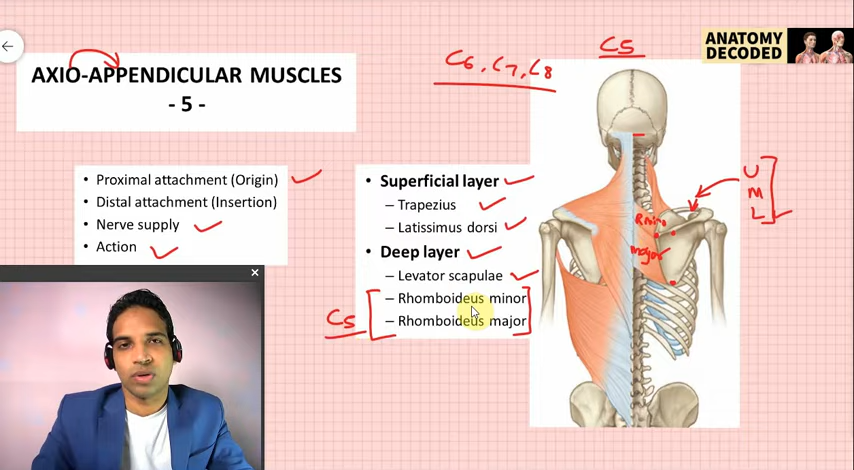 AXIO-APPENDICULAR MUSCLES
- 5 -
C6, C7, C8
C5
ANATOMY
DECODED
• Proximal attachment (Origin)
• Distal attachment (Insertion)
• Nerve supply
• Action
• Superficial layer
– Trapezius
– Latissimus dorsi
• Deep layer
– Levator scapulae
– Rhomboideus minor
– Rhomboideus major
C5
U
M
L
major